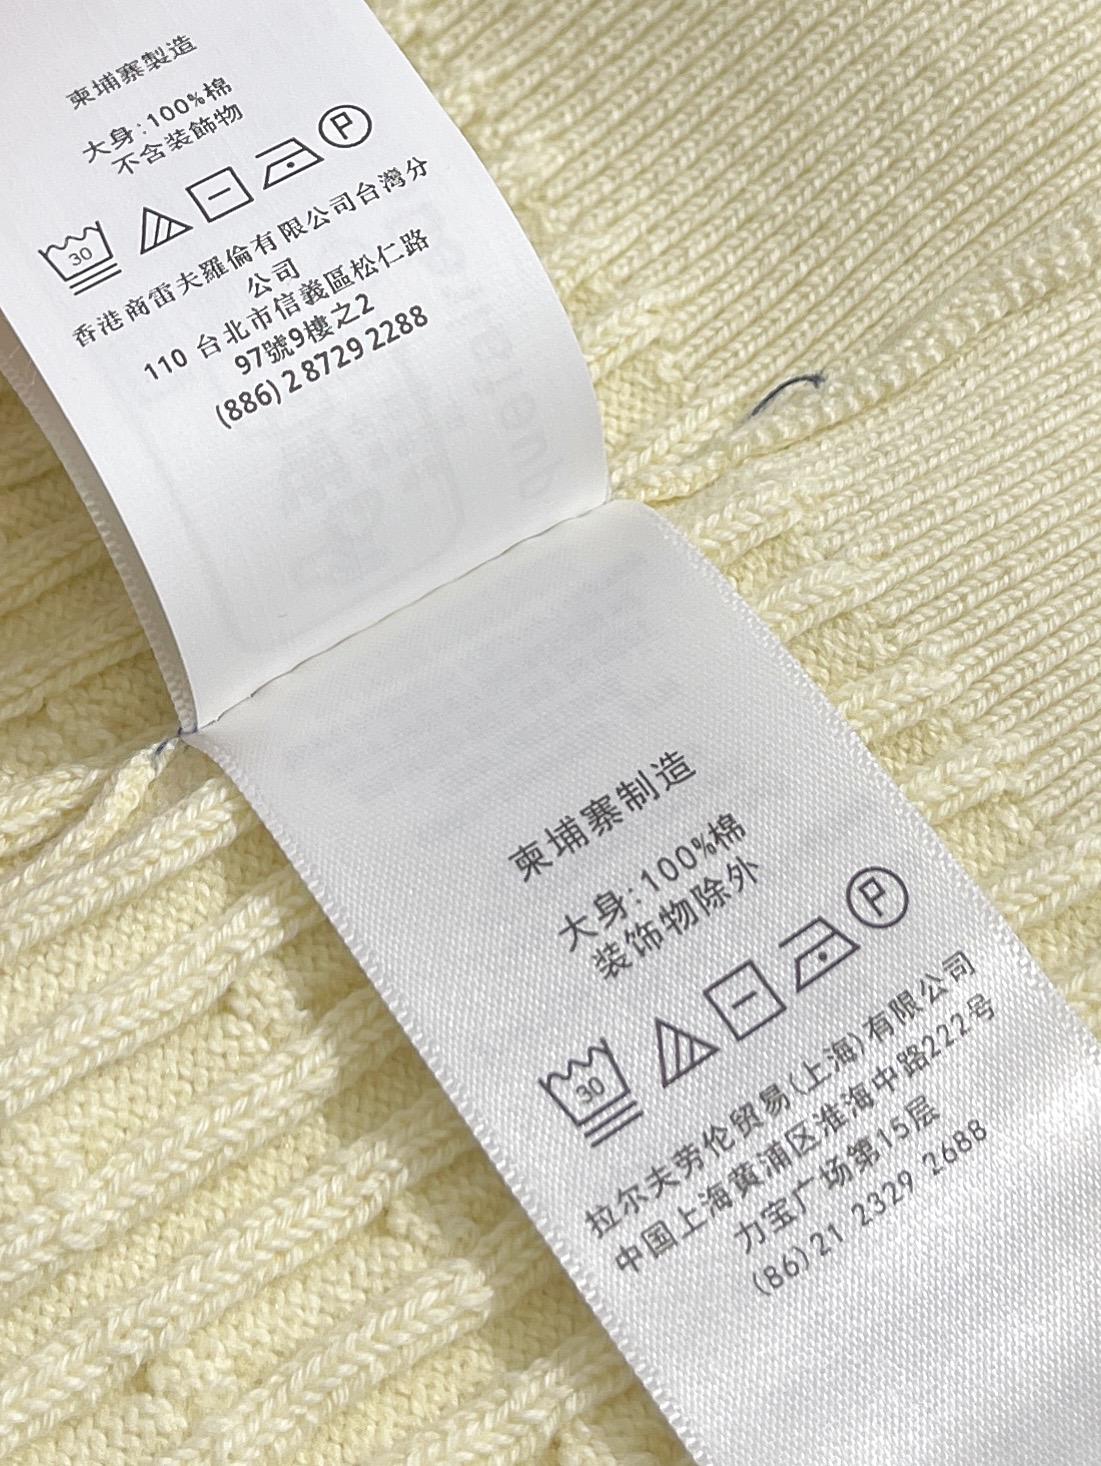 柬埔寨製造
大身:100%棉
不含装飾物
30
P
香港商雷夫羅倫有限公司台灣分
公司
110 台北市信義區松仁路
97號9樓之2
(886) 2 8729 2288
柬埔寨制造
大身:100%棉
装饰物除外
30
P
拉尔夫劳伦贸易(上海)有限公司
中国上海黄浦区淮海中路222号
力宝广场第15层
(86) 21 2329 2688